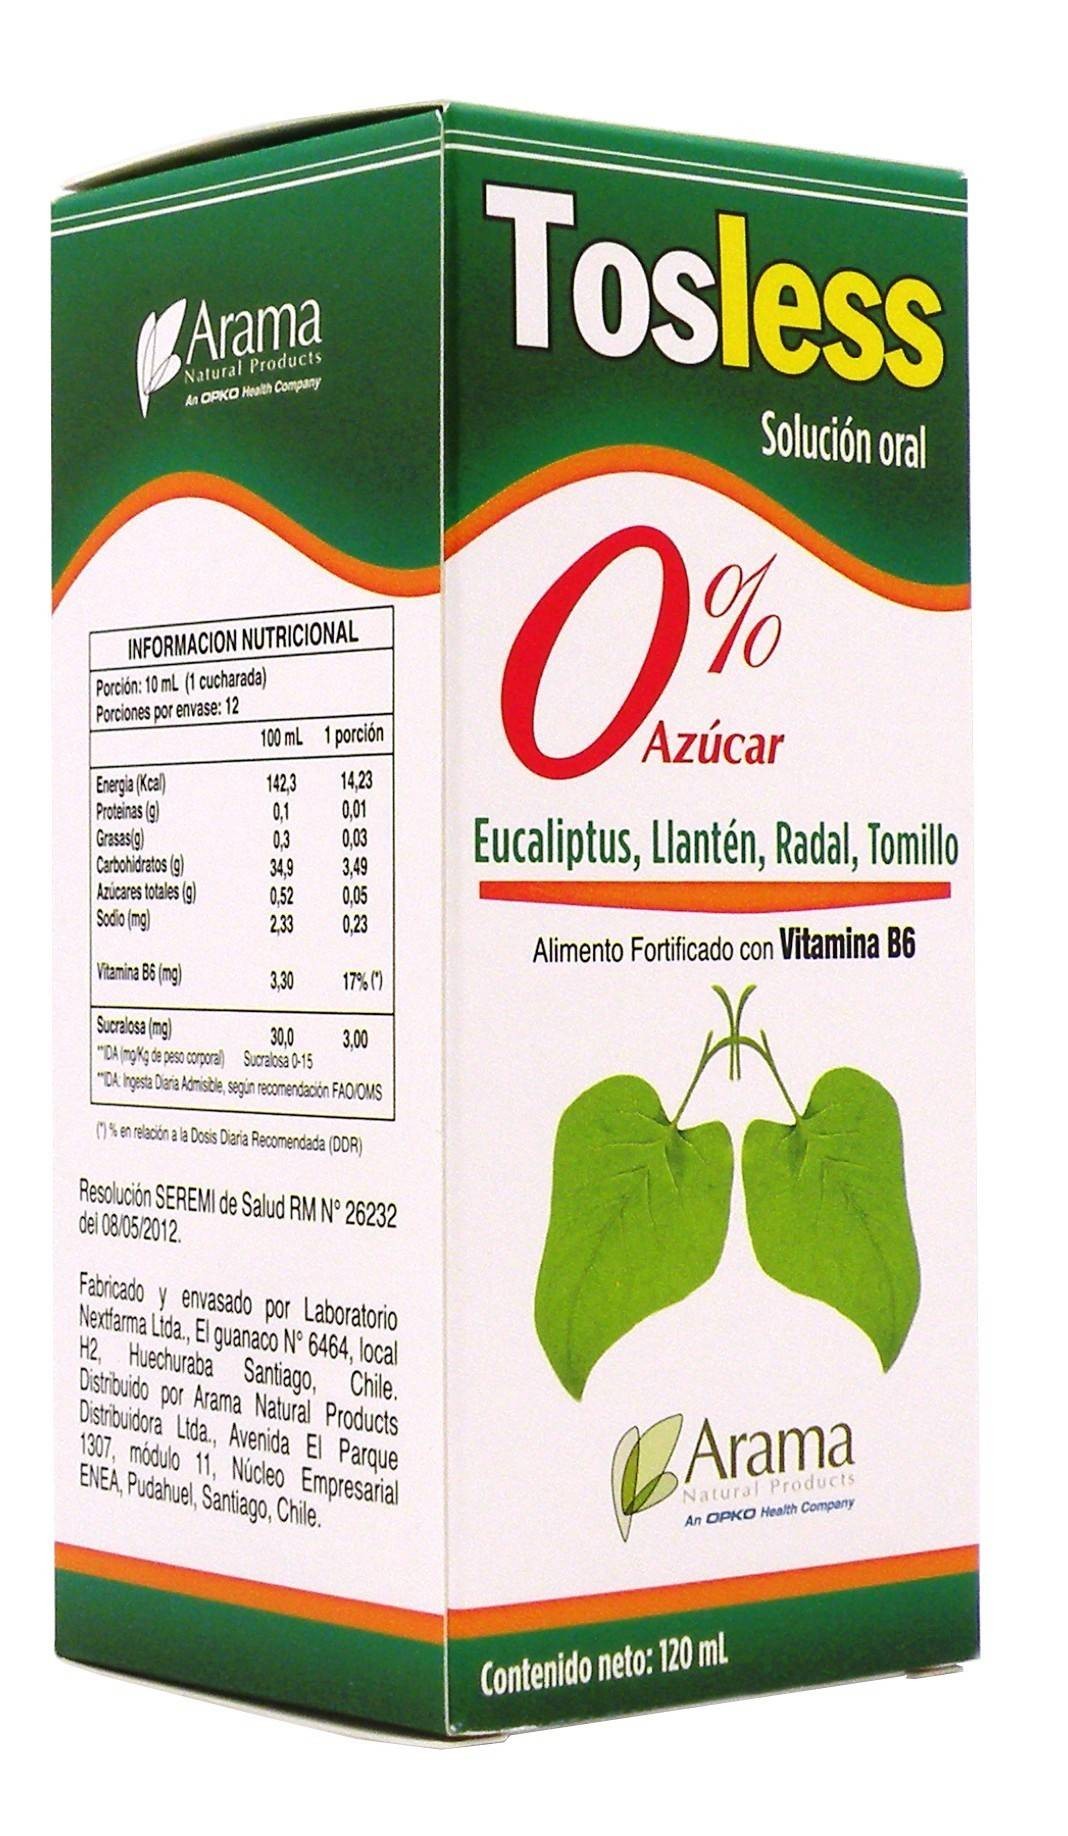 Arama
Natural Products
An OPKO Health Company
INFORMACION NUTRICIONAL
Porción: 10 mL (1 cucharada)
Porciones por envase: 12
100 mL 1 porción
Energía (Kcal) 142,3 14,23
Proteínas (g) 0,1 0,01
Grasas(g) 0,3 0,03
Carbohidratos (g) 34,9 3,49
Azúcares totales (g) 0,52 0,05
Sodio (mg) 2,33 0,23
Vitamina B6 (mg) 3,30 17% (*)
Sucralosa (mg) 30,0 3,00
**IDA (mg/Kg de peso corporal) Sucralosa 0-15
**IDA: Ingesta Diaria Admisible, según recomendación FAO/OMS
(*) % en relación a la Dosis Diaria Recomendada (DDR)
Resolución SEREMI de Salud RM N° 26232
del 08/05/2012.
Fabricado y envasado por Laboratorio
Nextfarma Ltda., El guanaco N° 6464, local
H2, Huechuraba Santiago, Chile.
Distribuido por Arama Natural Products
Distribuidora Ltda., Avenida El Parque
1307, módulo 11, Núcleo Empresarial
ENEA, Pudahuel, Santiago, Chile.
Tosless
Solución oral
0%
Azúcar
Eucaliptus, Llantén, Radal, Tomillo
Alimento Fortificado con Vitamina B6
Arama
Natural Products
An OPKO Health Company
Contenido neto: 120 mL